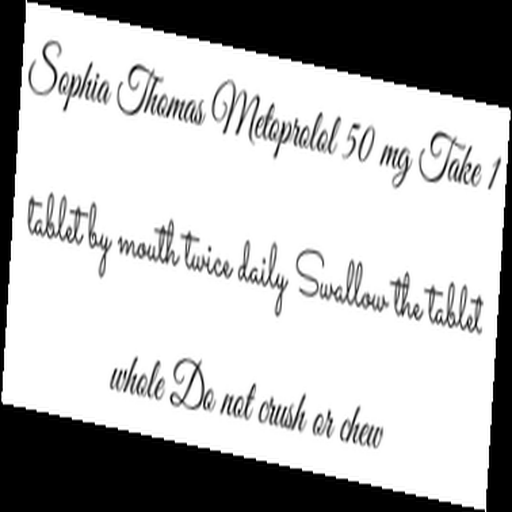 Sophia Thomas Metoprolol 50 mg Take 1
tablet by mouth twice daily Swallow the tablet
whole Do not crush or chew